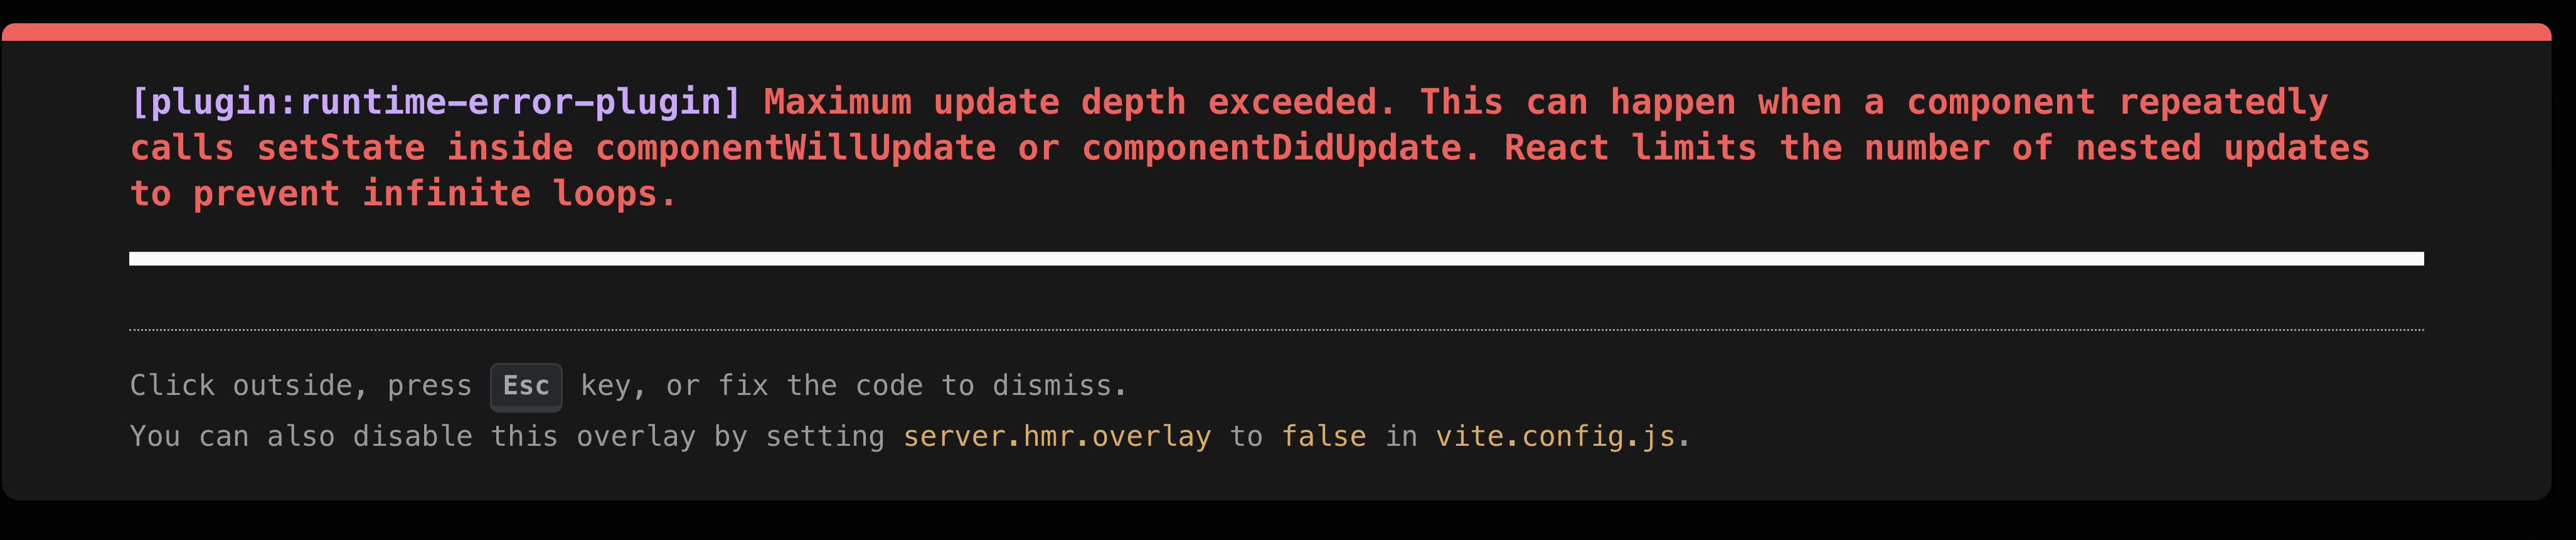 [plugin:runtime-error-plugin] Maximum update depth exceeded. This can happen when a component repeatedly
calls setState inside componentWillUpdate or componentDidUpdate. React limits the number of nested updates
to prevent infinite loops.
Click outside, press Esc key, or fix the code to dismiss.
You can also disable this overlay by setting server.hmr.overlay to false in vite.config.js.